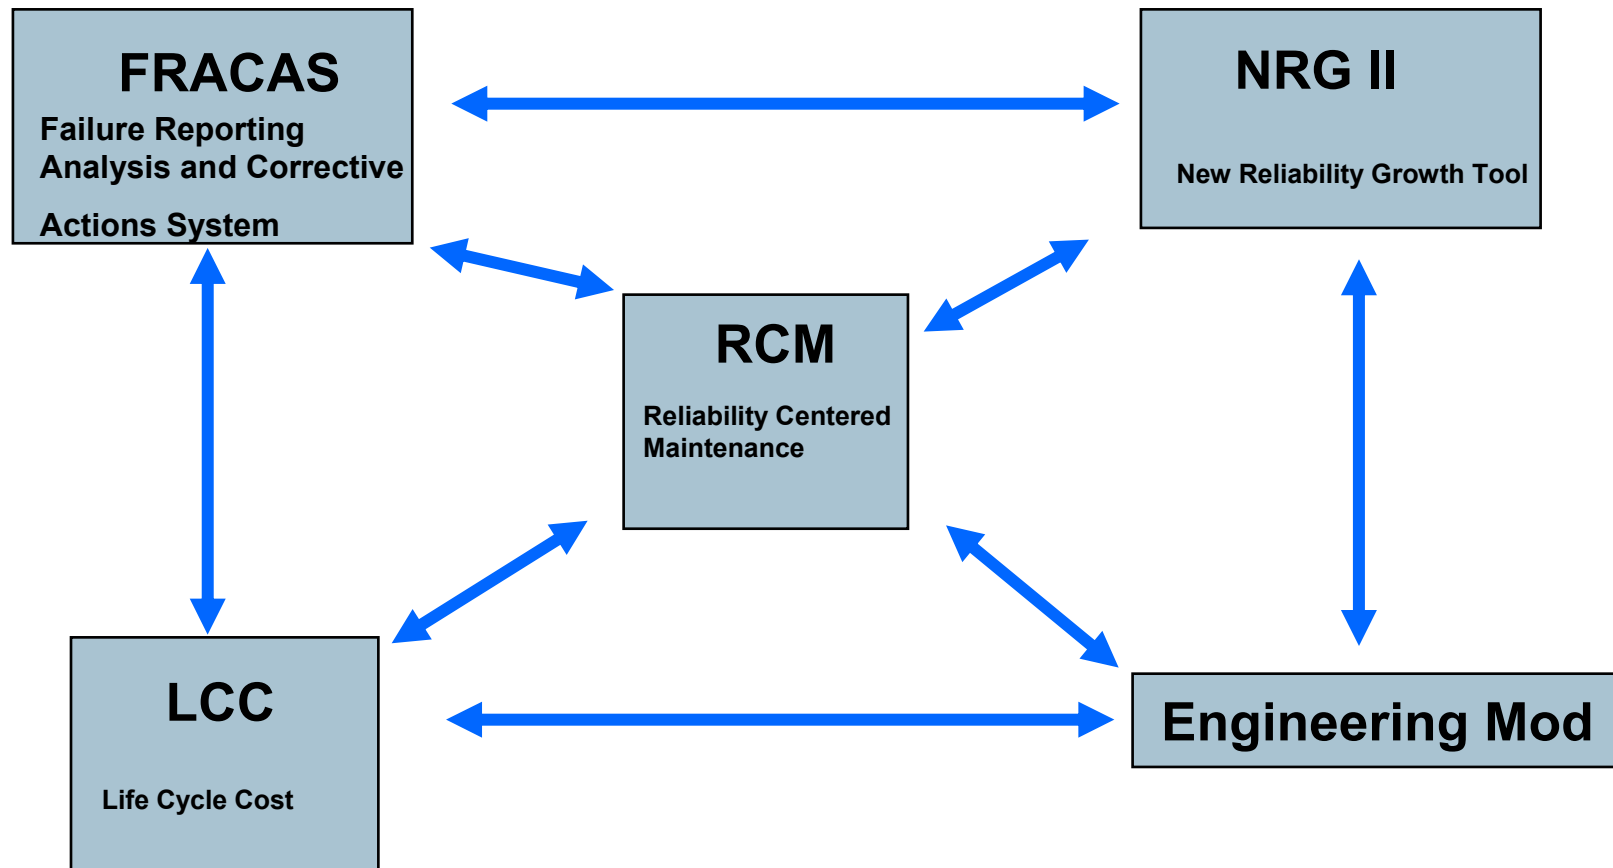 FRACAS
Failure Reporting
Analysis and Corrective
Actions System
NRG II
New Reliability Growth Tool
RCM
Reliability Centered
Maintenance
LCC
Life Cycle Cost
Engineering Mod